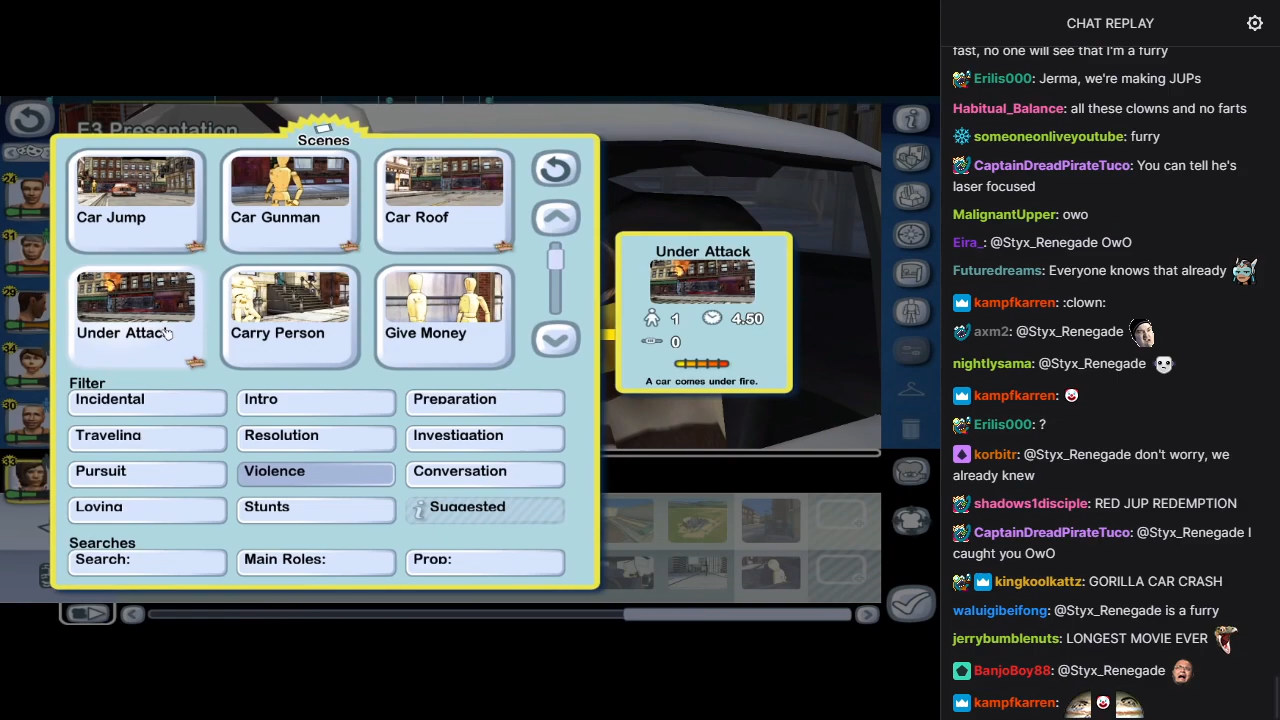 CHAT REPLAY
E3 Presentation
Scenes
Car Jump
Car Gunman
Car Roof
Under Attack
Carry Person
Give Money
Filter
Incidental
Intro
Preparation
Traveling
Resolution
Investigation
Pursuit
Violence
Conversation
Loving
Stunts
Suggested
Searches
Search:
Main Roles:
Prop:
Under Attack
1
4.50
0
A car comes under fire.
24
31
29
34
30
33
fast, no one will see that I'm a furry
Erilis000: Jerma, we're making JUPs
Habitual_Balance: all these clowns and no farts
someoneonliveyoutube: furry
CaptainDreadPirateTuco: You can tell he's
laser focused
MalignantUpper: owo
Eira_: @Styx_Renegade OwO
Futuredreams: Everyone knows that already
kampfkarren: :clown:
axm2: @Styx_Renegade
nightlysama: @Styx_Renegade
kampfkarren:
Erilis000: ?
korbitr: @Styx_Renegade don't worry, we
already knew
shadows1disciple: RED JUP REDEMPTION
CaptainDreadPirateTuco: @Styx_Renegade I
caught you OwO
kingkoolkattz: GORILLA CAR CRASH
waluigibeifong: @Styx_Renegade is a furry
jerrybumblenuts: LONGEST MOVIE EVER
BanjoBoy88: @Styx_Renegade
kampfkarren: